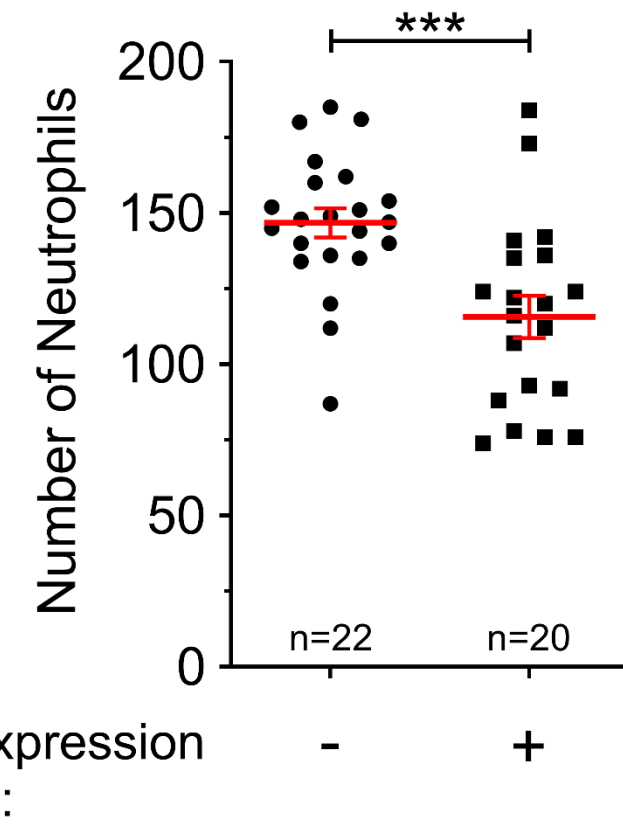 ***
200
150
100
50
0
Number of Neutrophils
n=22 n=20
xpression - +
: